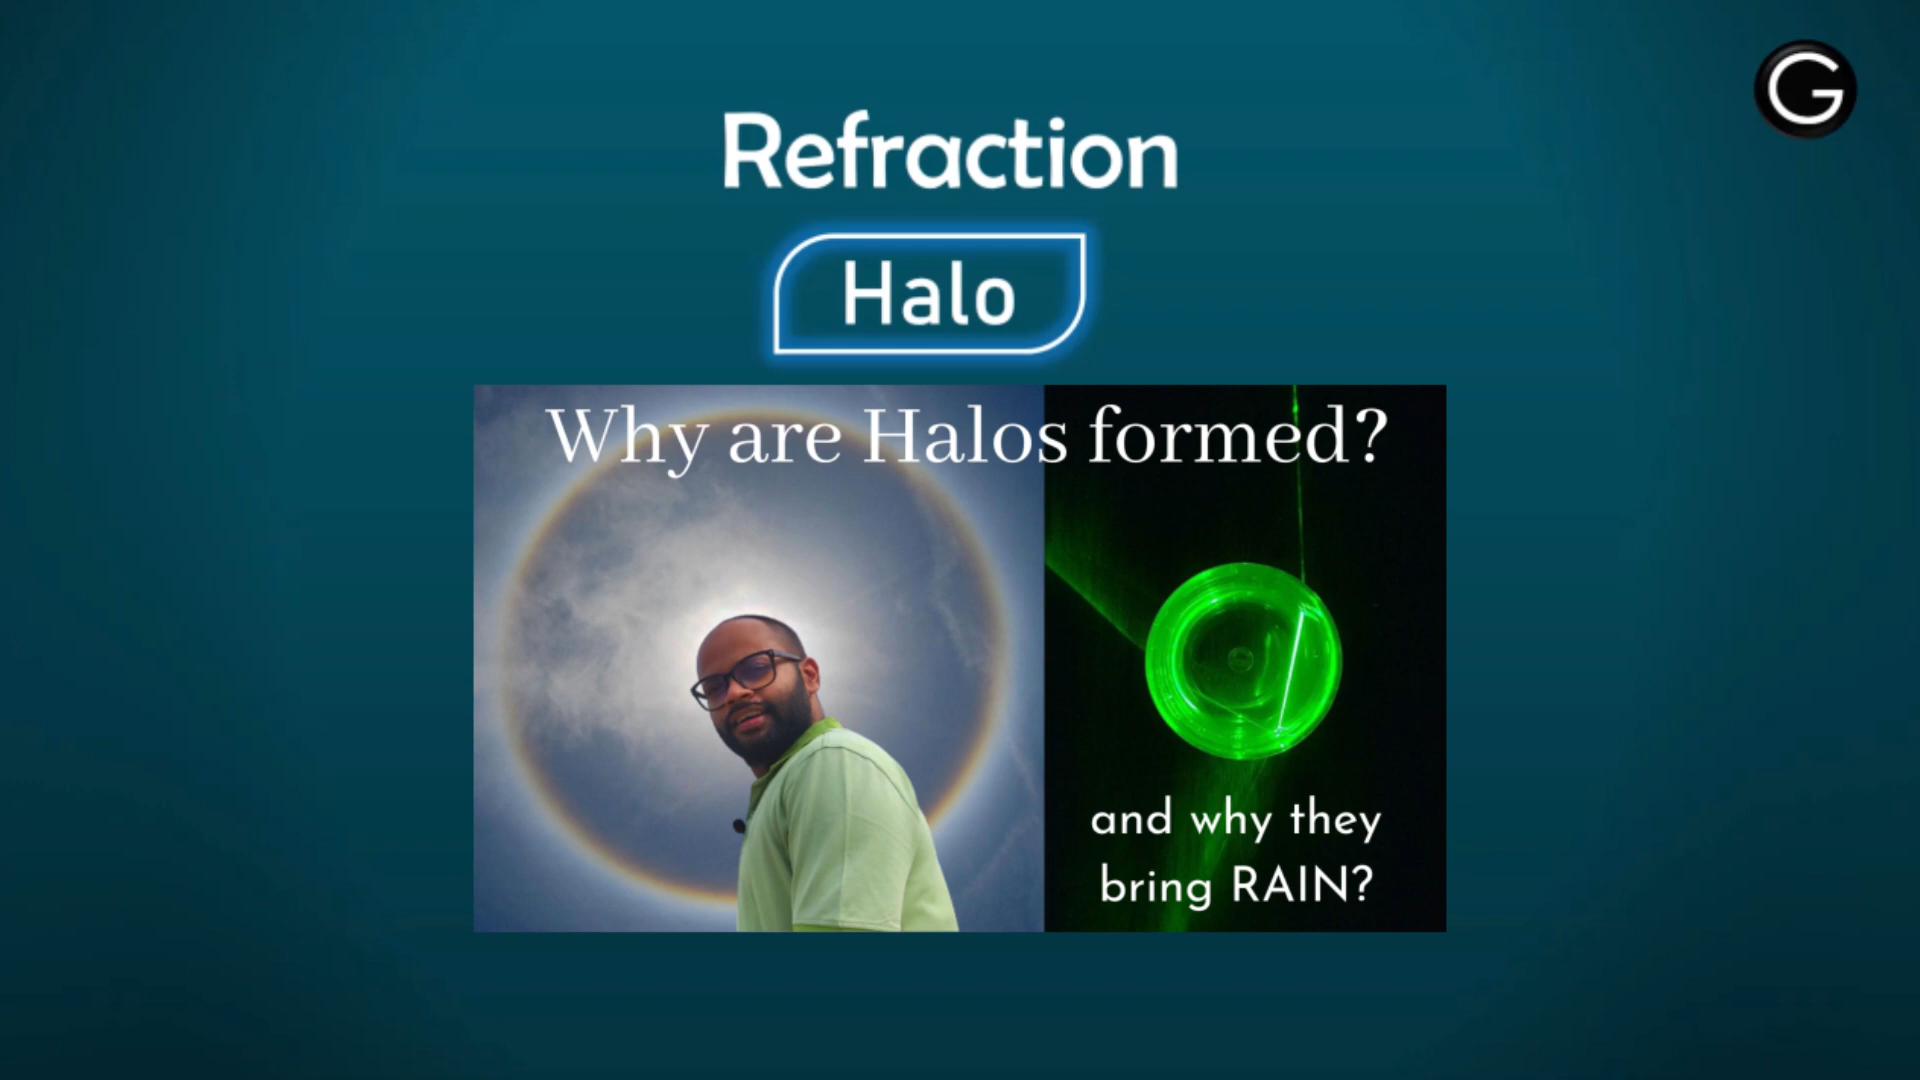 G
Refraction
Halo
Why are Halos formed?
and why they
bring RAIN?